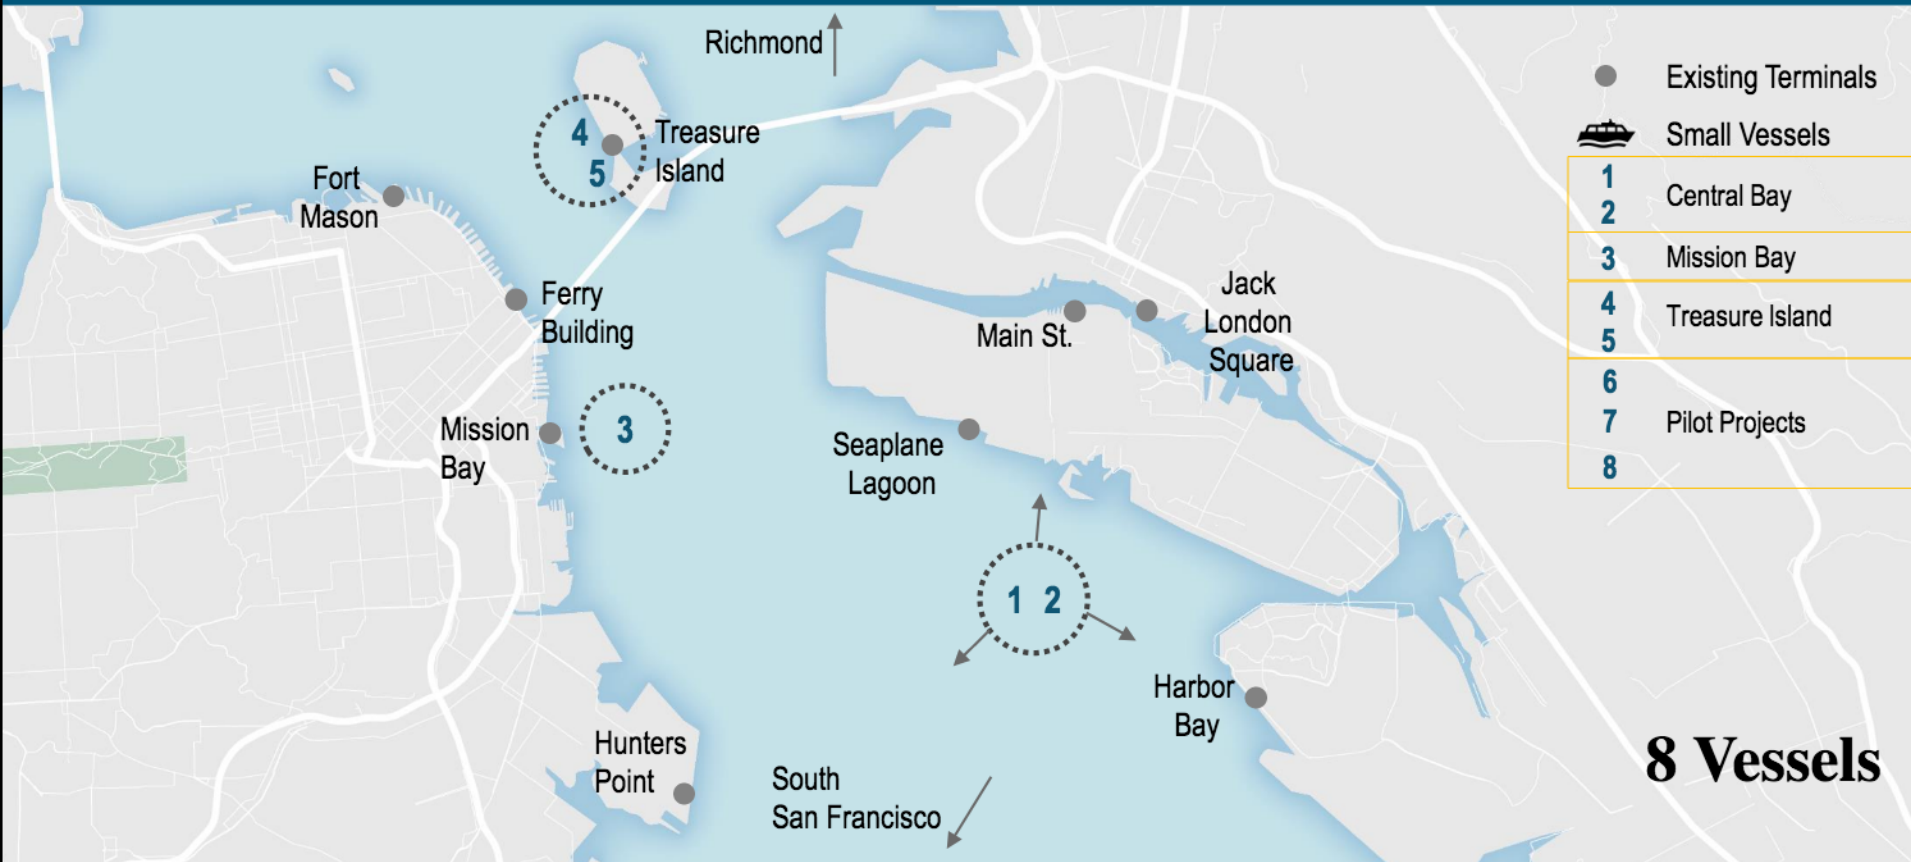 Richmond
Treasure
Island
4
5
Fort
Mason
Ferry
Building
Mission
Bay
3
Main St.
Jack
London
Square
Seaplane
Lagoon
1 2
Harbor
Bay
Hunters
Point
South
San Francisco
Existing Terminals
Small Vessels
1
2
Central Bay
3
Mission Bay
4
5
Treasure Island
6
7
8
Pilot Projects
8 Vessels